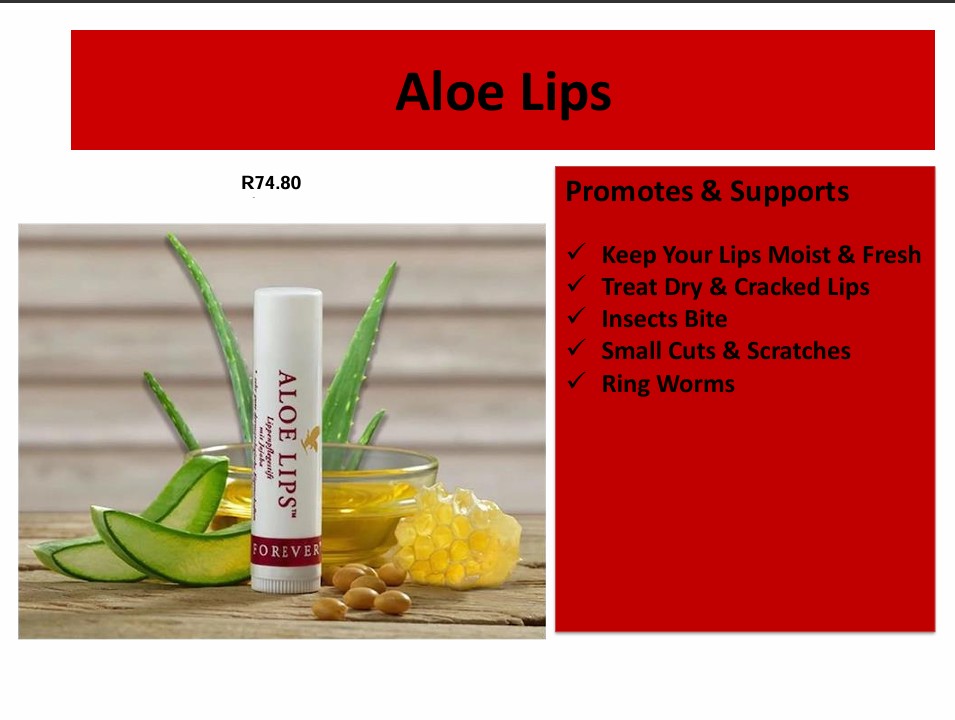 Aloe Lips
R74.80
Promotes & Supports
✓ Keep Your Lips Moist & Fresh
✓ Treat Dry & Cracked Lips
✓ Insects Bite
✓ Small Cuts & Scratches
✓ Ring Worms
ALOE LIPS™
Lippenpflegestift
mit Jojoba
FOREVER